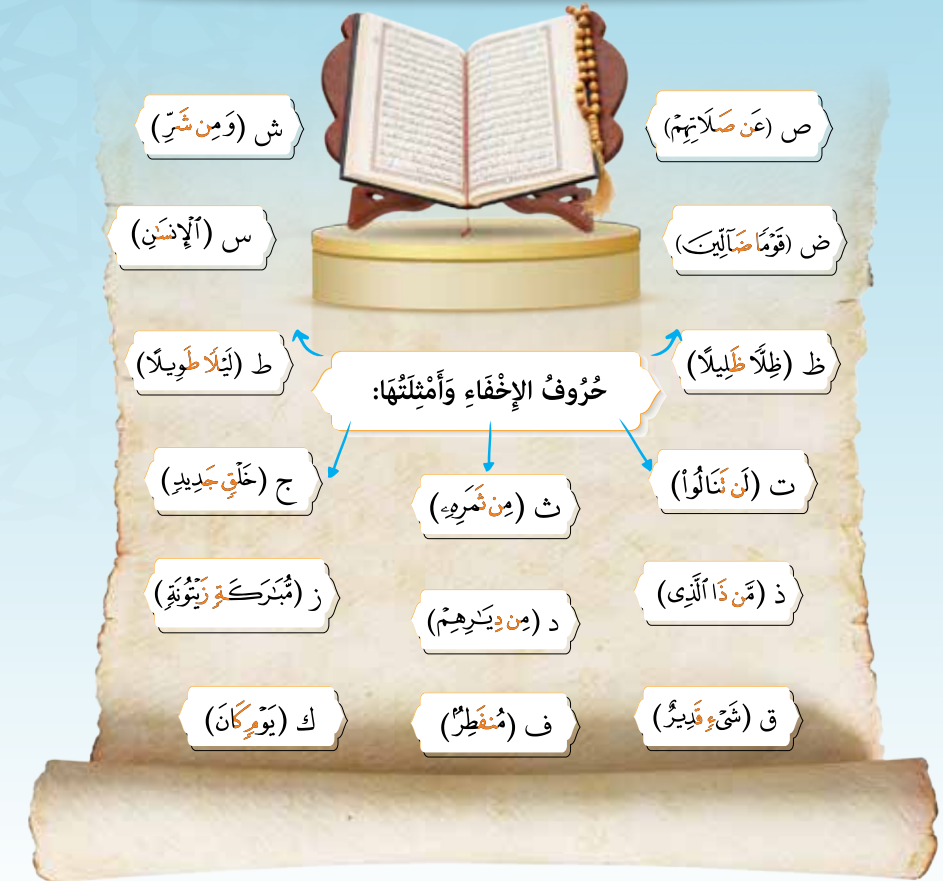 ص (عَن صَلَاتِهِمْ)
ش (وَمِن شَرِّ)
ض (قَوْمًا ضَآلِّينَ)
س (ٱلْإِنسَٰنِ)
ظ (ظِلًّا ظَلِيلًا)
ط (لَيْلًا طَوِيلًا)
حُرُوفُ الإِخْفَاءِ وَأَمْثِلَتُهَا:
ت (لَن تَنَالُوا۟)
ث (مِن ثَمَرِهِۦ)
ج (خَلْقٍ جَدِيدٍ)
ذ (مَّن ذَا ٱلَّذِى)
د (مِن دِيَـٰرِهِمْ)
ز (مُّبَـٰرَكَةٍ زَيْتُونَةٍ)
ق (شَىْءٍ قَدِيرٌ)
ف (مُنفَطِرٌۢ)
ك (يَوْمٍ كَانَ)